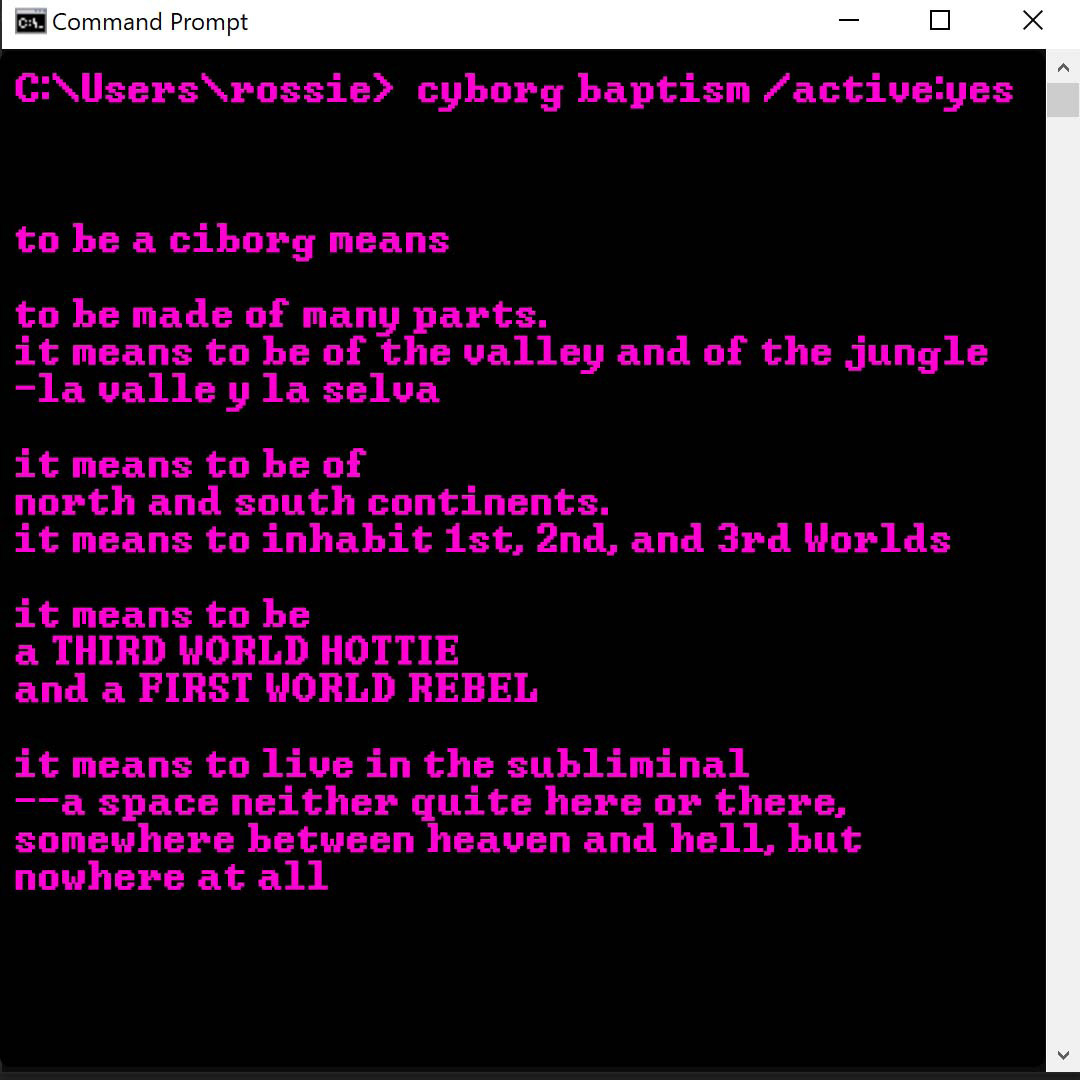 Command Prompt
C:\Users\rossie> cyborg baptism /active:yes
to be a ciborg means
to be made of many parts.
it means to be of the valley and of the jungle
-la valle y la selva
it means to be of
north and south continents.
it means to inhabit 1st, 2nd, and 3rd Worlds
it means to be
a THIRD WORLD HOTTIE
and a FIRST WORLD REBEL
it means to live in the subliminal
--a space neither quite here or there,
somewhere between heaven and hell, but
nowhere at all